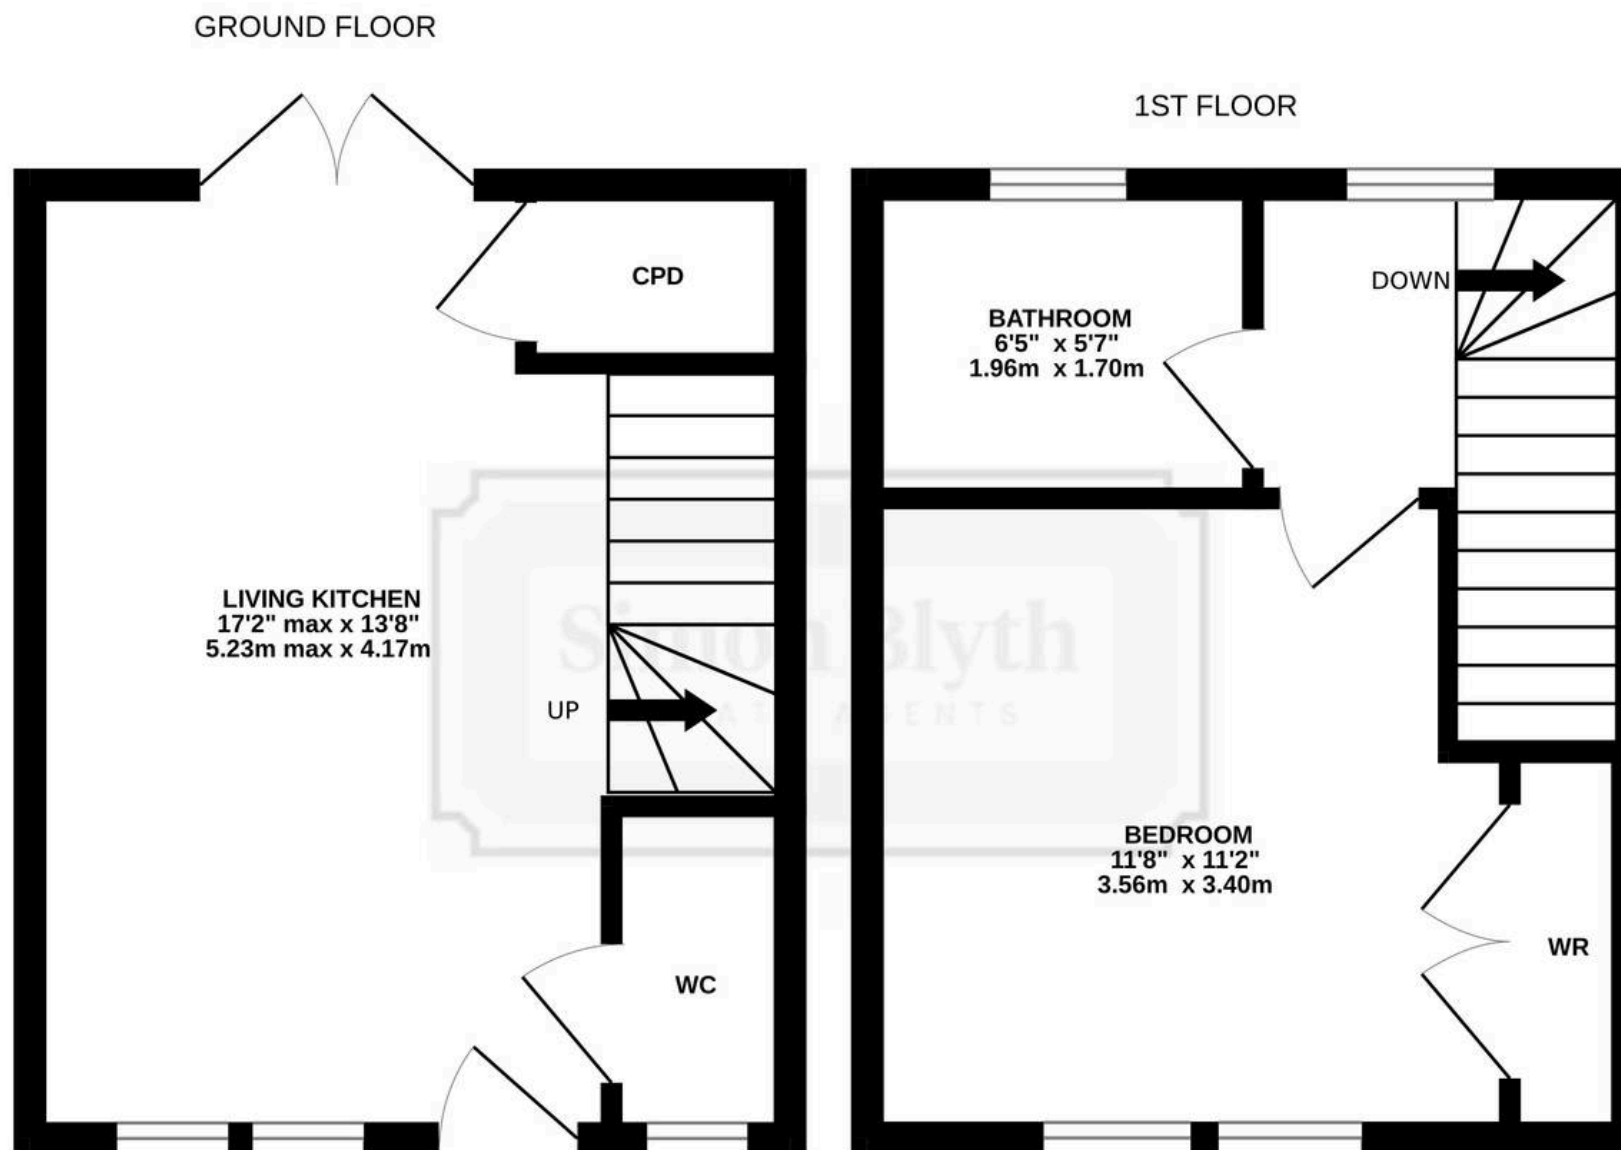 GROUND FLOOR
CPD
LIVING KITCHEN
17'2" max x 13'8"
5.23m max x 4.17m
UP
WC
1ST FLOOR
DOWN
BATHROOM
6'5" x 5'7"
1.96m x 1.70m
BEDROOM
11'8" x 11'2"
3.56m x 3.40m
WR
Simon Blyth